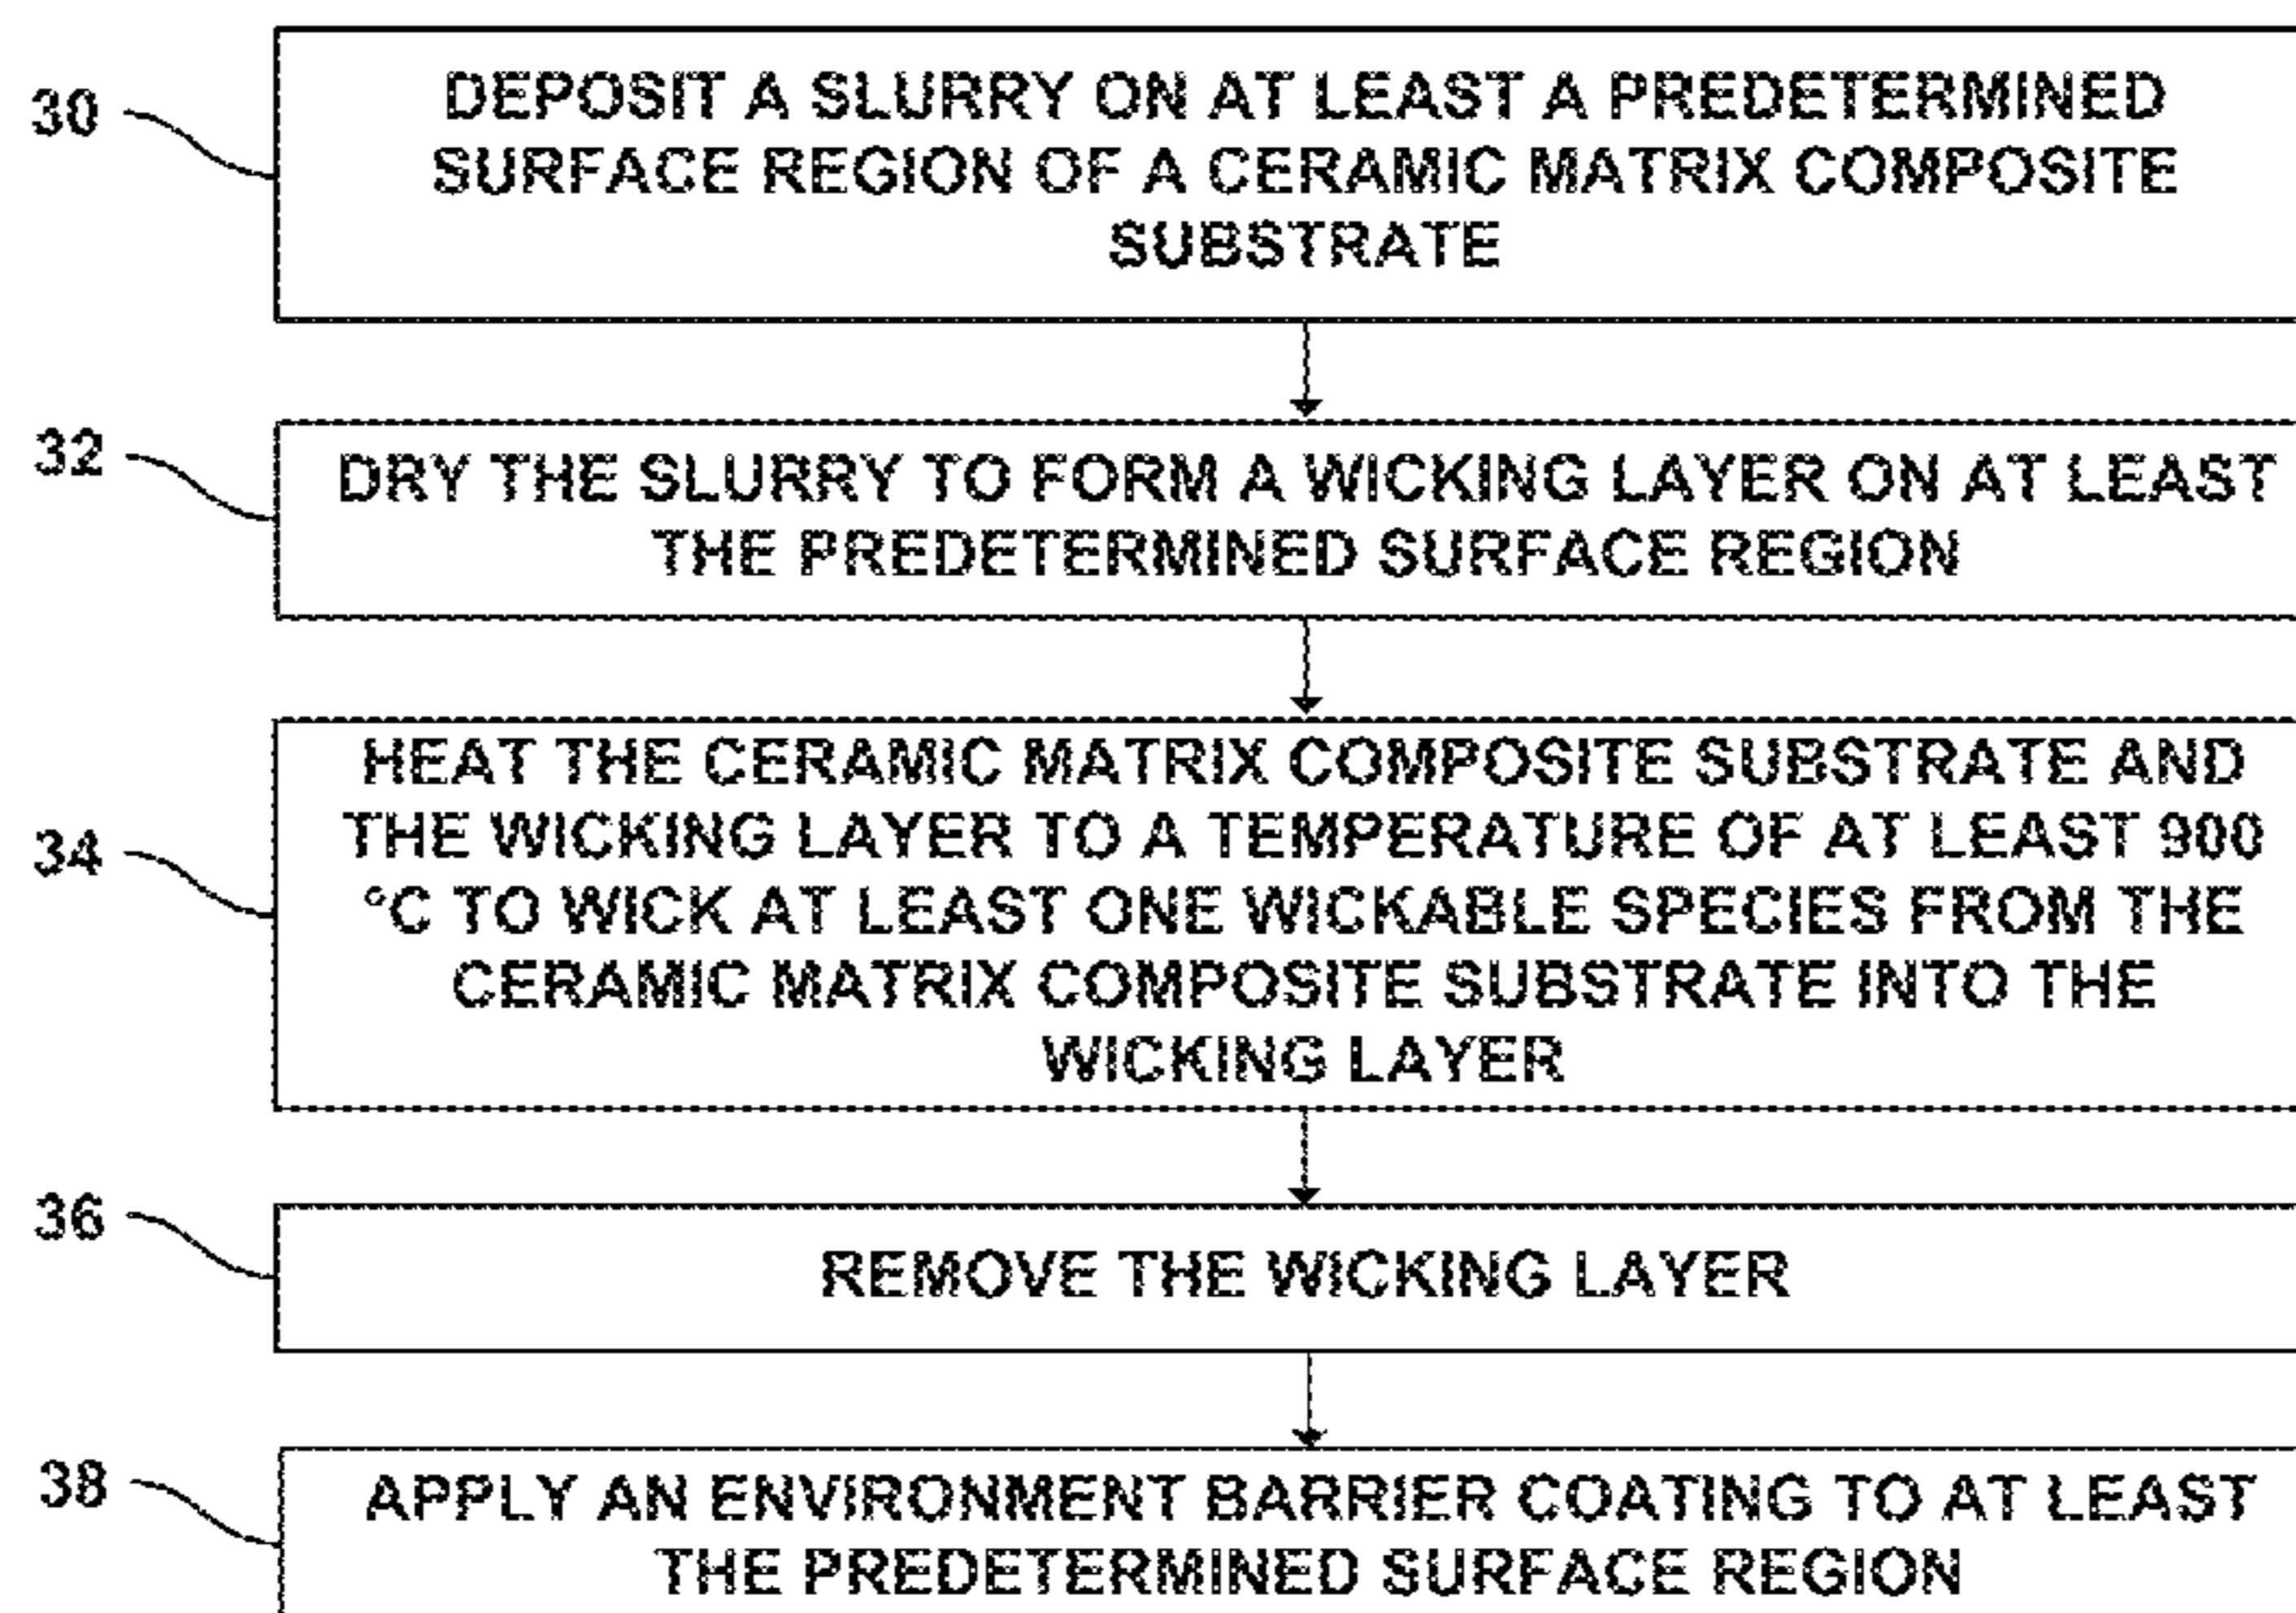 30
DEPOSIT A SLURRY ON AT LEAST A PREDETERMINED
SURFACE REGION OF A CERAMIC MATRIX COMPOSITE
SUBSTRATE
32
DRY THE SLURRY TO FORM A WICKING LAYER ON AT LEAST
THE PREDETERMINED SURFACE REGION
34
HEAT THE CERAMIC MATRIX COMPOSITE SUBSTRATE AND
THE WICKING LAYER TO A TEMPERATURE OF AT LEAST 900
°C TO WICK AT LEAST ONE WICKABLE SPECIES FROM THE
CERAMIC MATRIX COMPOSITE SUBSTRATE INTO THE
WICKING LAYER
36
REMOVE THE WICKING LAYER
38
APPLY AN ENVIRONMENT BARRIER COATING TO AT LEAST
THE PREDETERMINED SURFACE REGION